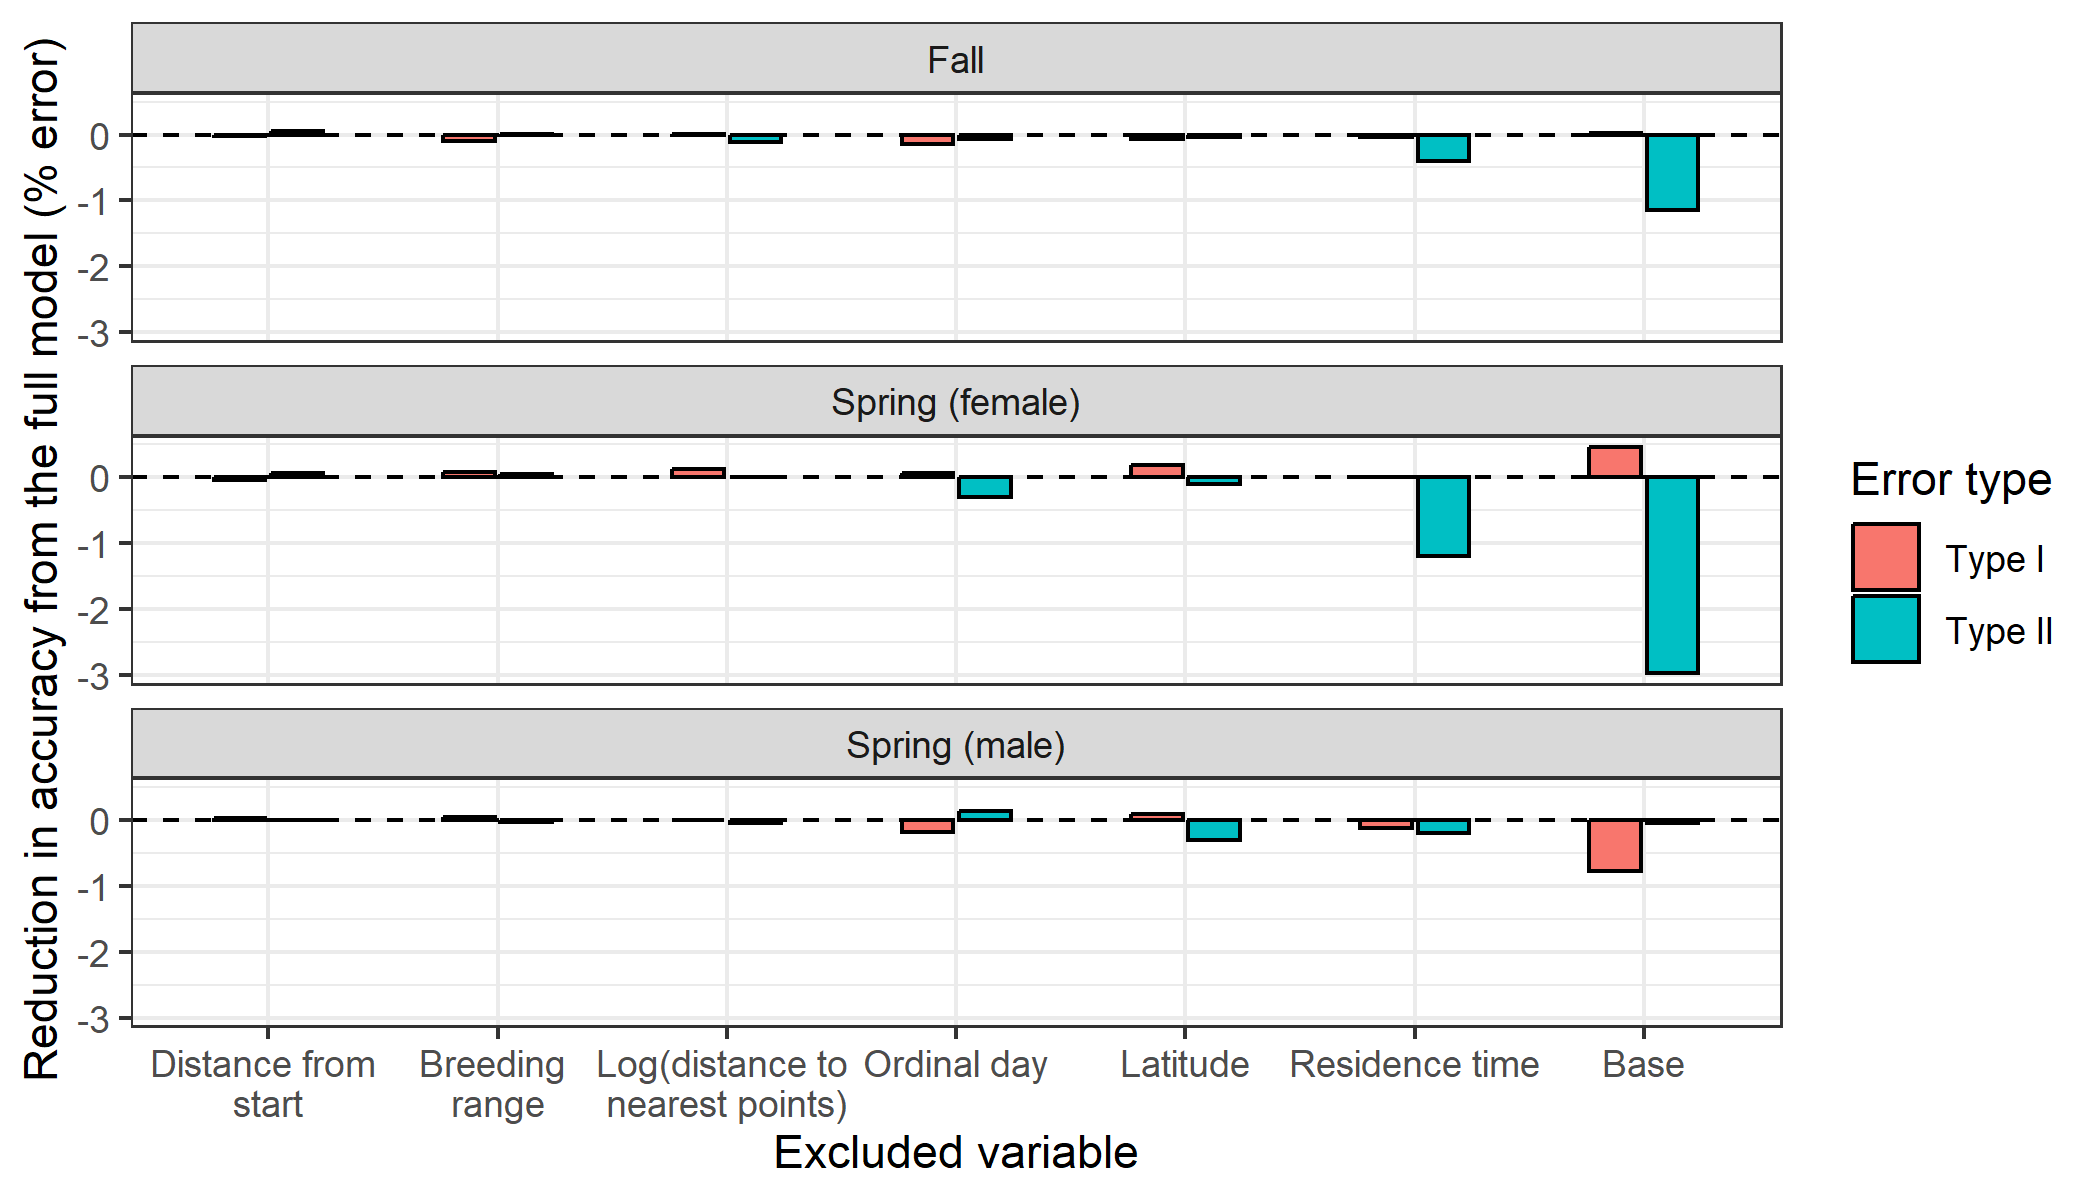 Reduction in accuracy from the full model (% error)
Fall
0
-1
-2
-3
Spring (female)
0
-1
-2
-3
Spring (male)
0
-1
-2
-3
Distance from
start
Breeding
range
Log(distance to
nearest points)
Ordinal day
Latitude
Residence time
Base
Excluded variable
Error type
Type I
Type II